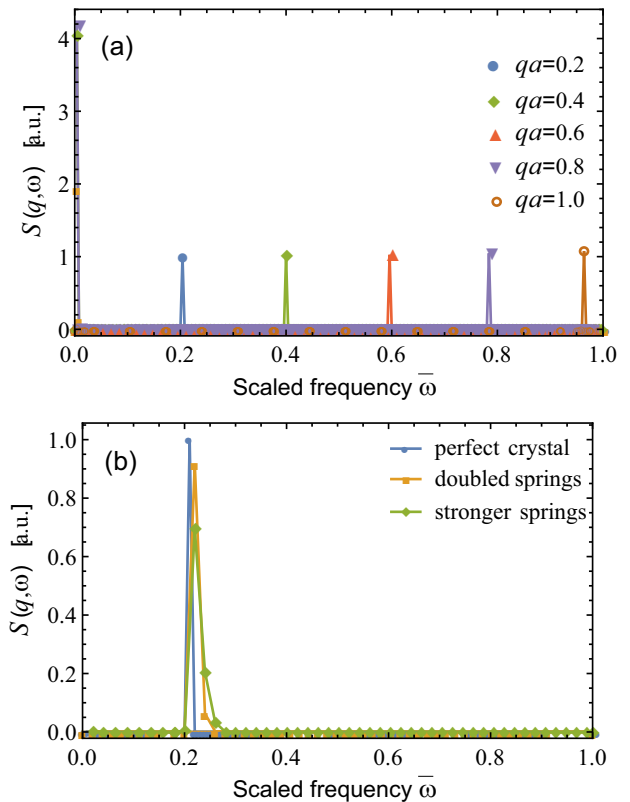 (a)
qa=0.2
qa=0.4
qa=0.6
qa=0.8
qa=1.0
S(q,ω) [a.u.]
4
3
2
1
0
0.0 0.2 0.4 0.6 0.8 1.0
Scaled frequency ω̅
(b)
perfect crystal
doubled springs
stronger springs
S(q,ω) [a.u.]
1.0
0.8
0.6
0.4
0.2
0.0
0.0 0.2 0.4 0.6 0.8 1.0
Scaled frequency ω̅